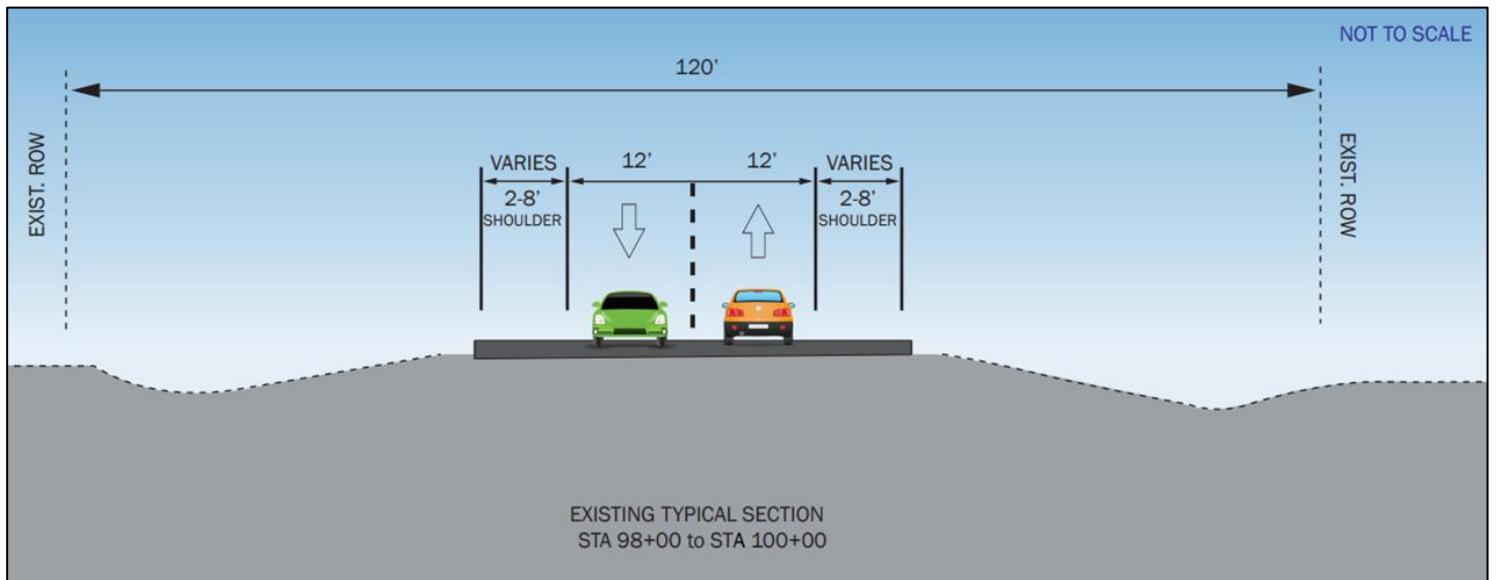 NOT TO SCALE
120'
EXIST. ROW
EXIST. ROW
VARIES
12'
12'
VARIES
2-8'
SHOULDER
2-8'
SHOULDER
EXISTING TYPICAL SECTION
STA 98+00 to STA 100+00